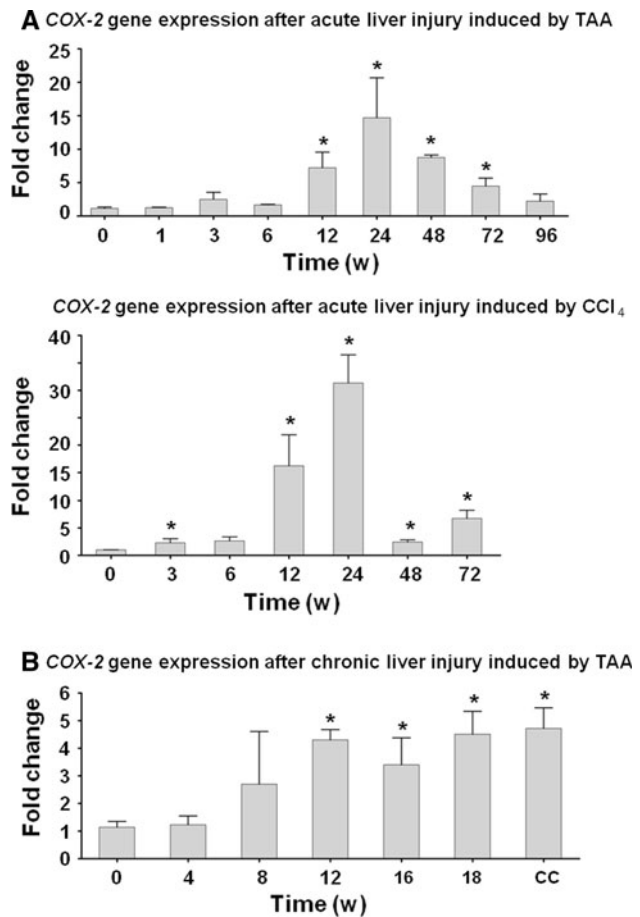 A COX-2 gene expression after acute liver injury induced by TAA
Fold change
25
20
15
10
5
0
* * * *
0 1 3 6 12 24 48 72 96
Time (w)
COX-2 gene expression after acute liver injury induced by CCl₄
Fold change
40
30
20
15
10
5
0
* * * * *
0 3 6 12 24 48 72
Time (w)
B COX-2 gene expression after chronic liver injury induced by TAA
Fold change
6
5
4
3
2
1
0
* * * *
0 4 8 12 16 18 CC
Time (w)